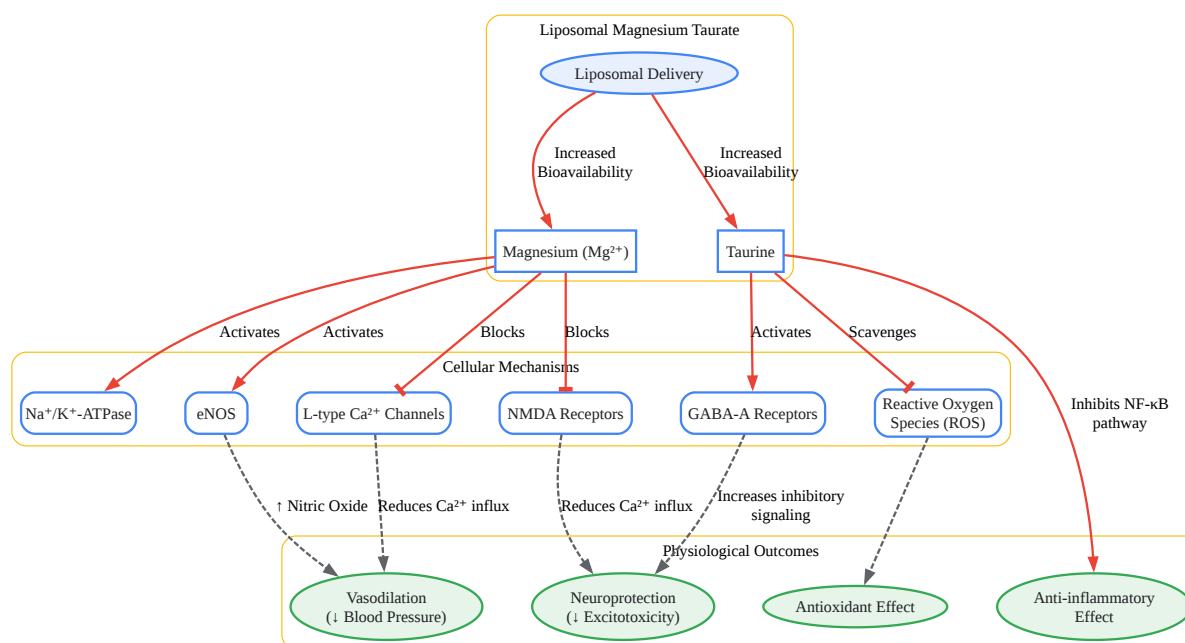 Liposomal Magnesium Taurate
Liposomal Delivery
Increased
Bioavailability
Increased
Bioavailability
Magnesium (Mg²⁺)
Taurine
Activates
Activates
Blocks
Blocks
Activates
Scavenges
Inhibits NF-κB
pathway
Cellular Mechanisms
Na⁺/K⁺-ATPase
eNOS
L-type Ca²⁺ Channels
NMDA Receptors
GABA-A Receptors
Reactive Oxygen
Species (ROS)
↑ Nitric Oxide
Reduces Ca²⁺ influx
Reduces Ca²⁺ influx
Increases inhibitory
signaling
Physiological Outcomes
Vasodilation
(↓ Blood Pressure)
Neuroprotection
(↓ Excitotoxicity)
Antioxidant Effect
Anti-inflammatory
Effect